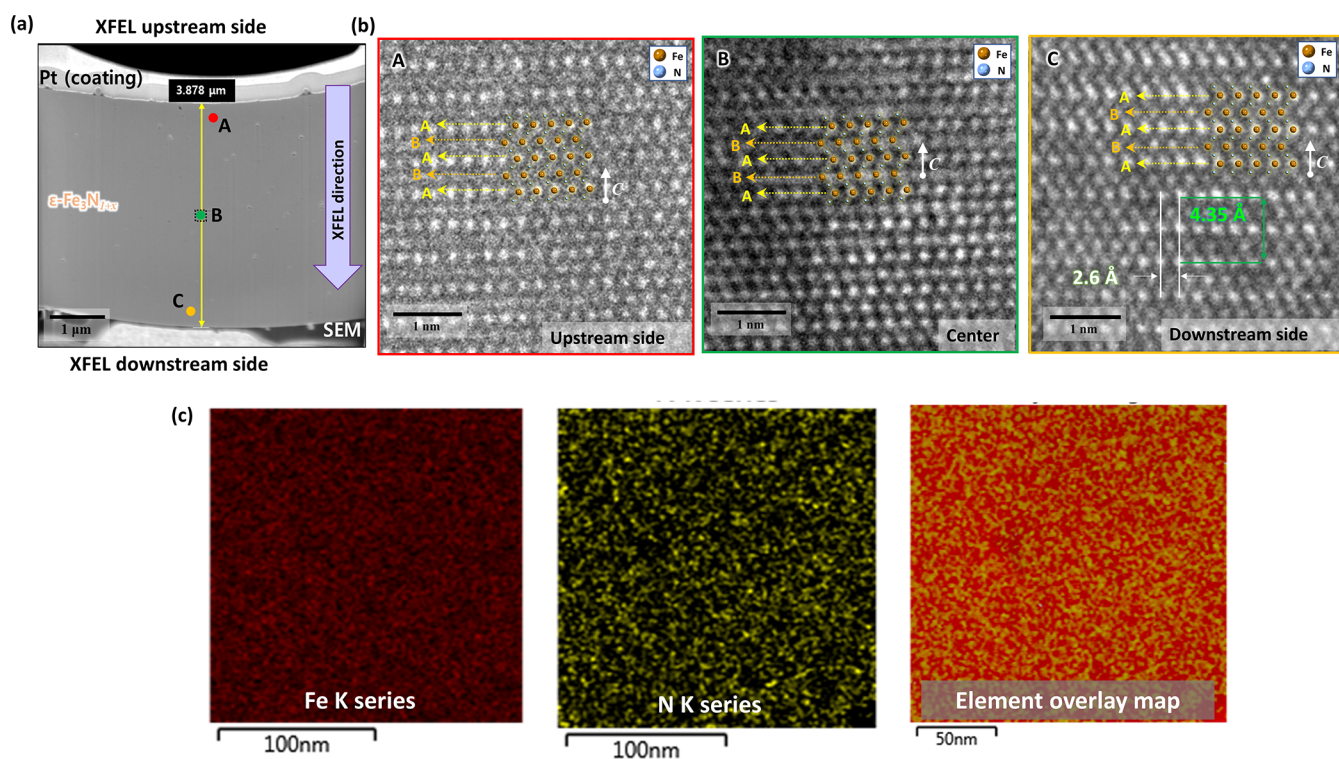 (a)
XFEL upstream side
Pt (coating)
3.878 µm
A
ε-Fe3N1+x
B
XFEL direction
C
1 µm
SEM
XFEL downstream side
(b)
A
Fe
N
A
B
A
B
A
C
1 nm
Upstream side
B
Fe
N
A
B
A
B
A
C
1 nm
Center
C
Fe
N
A
B
A
B
A
C
4.35 Å
2.6 Å
1 nm
Downstream side
(c)
Fe K series
100nm
N K series
100nm
Element overlay map
50nm